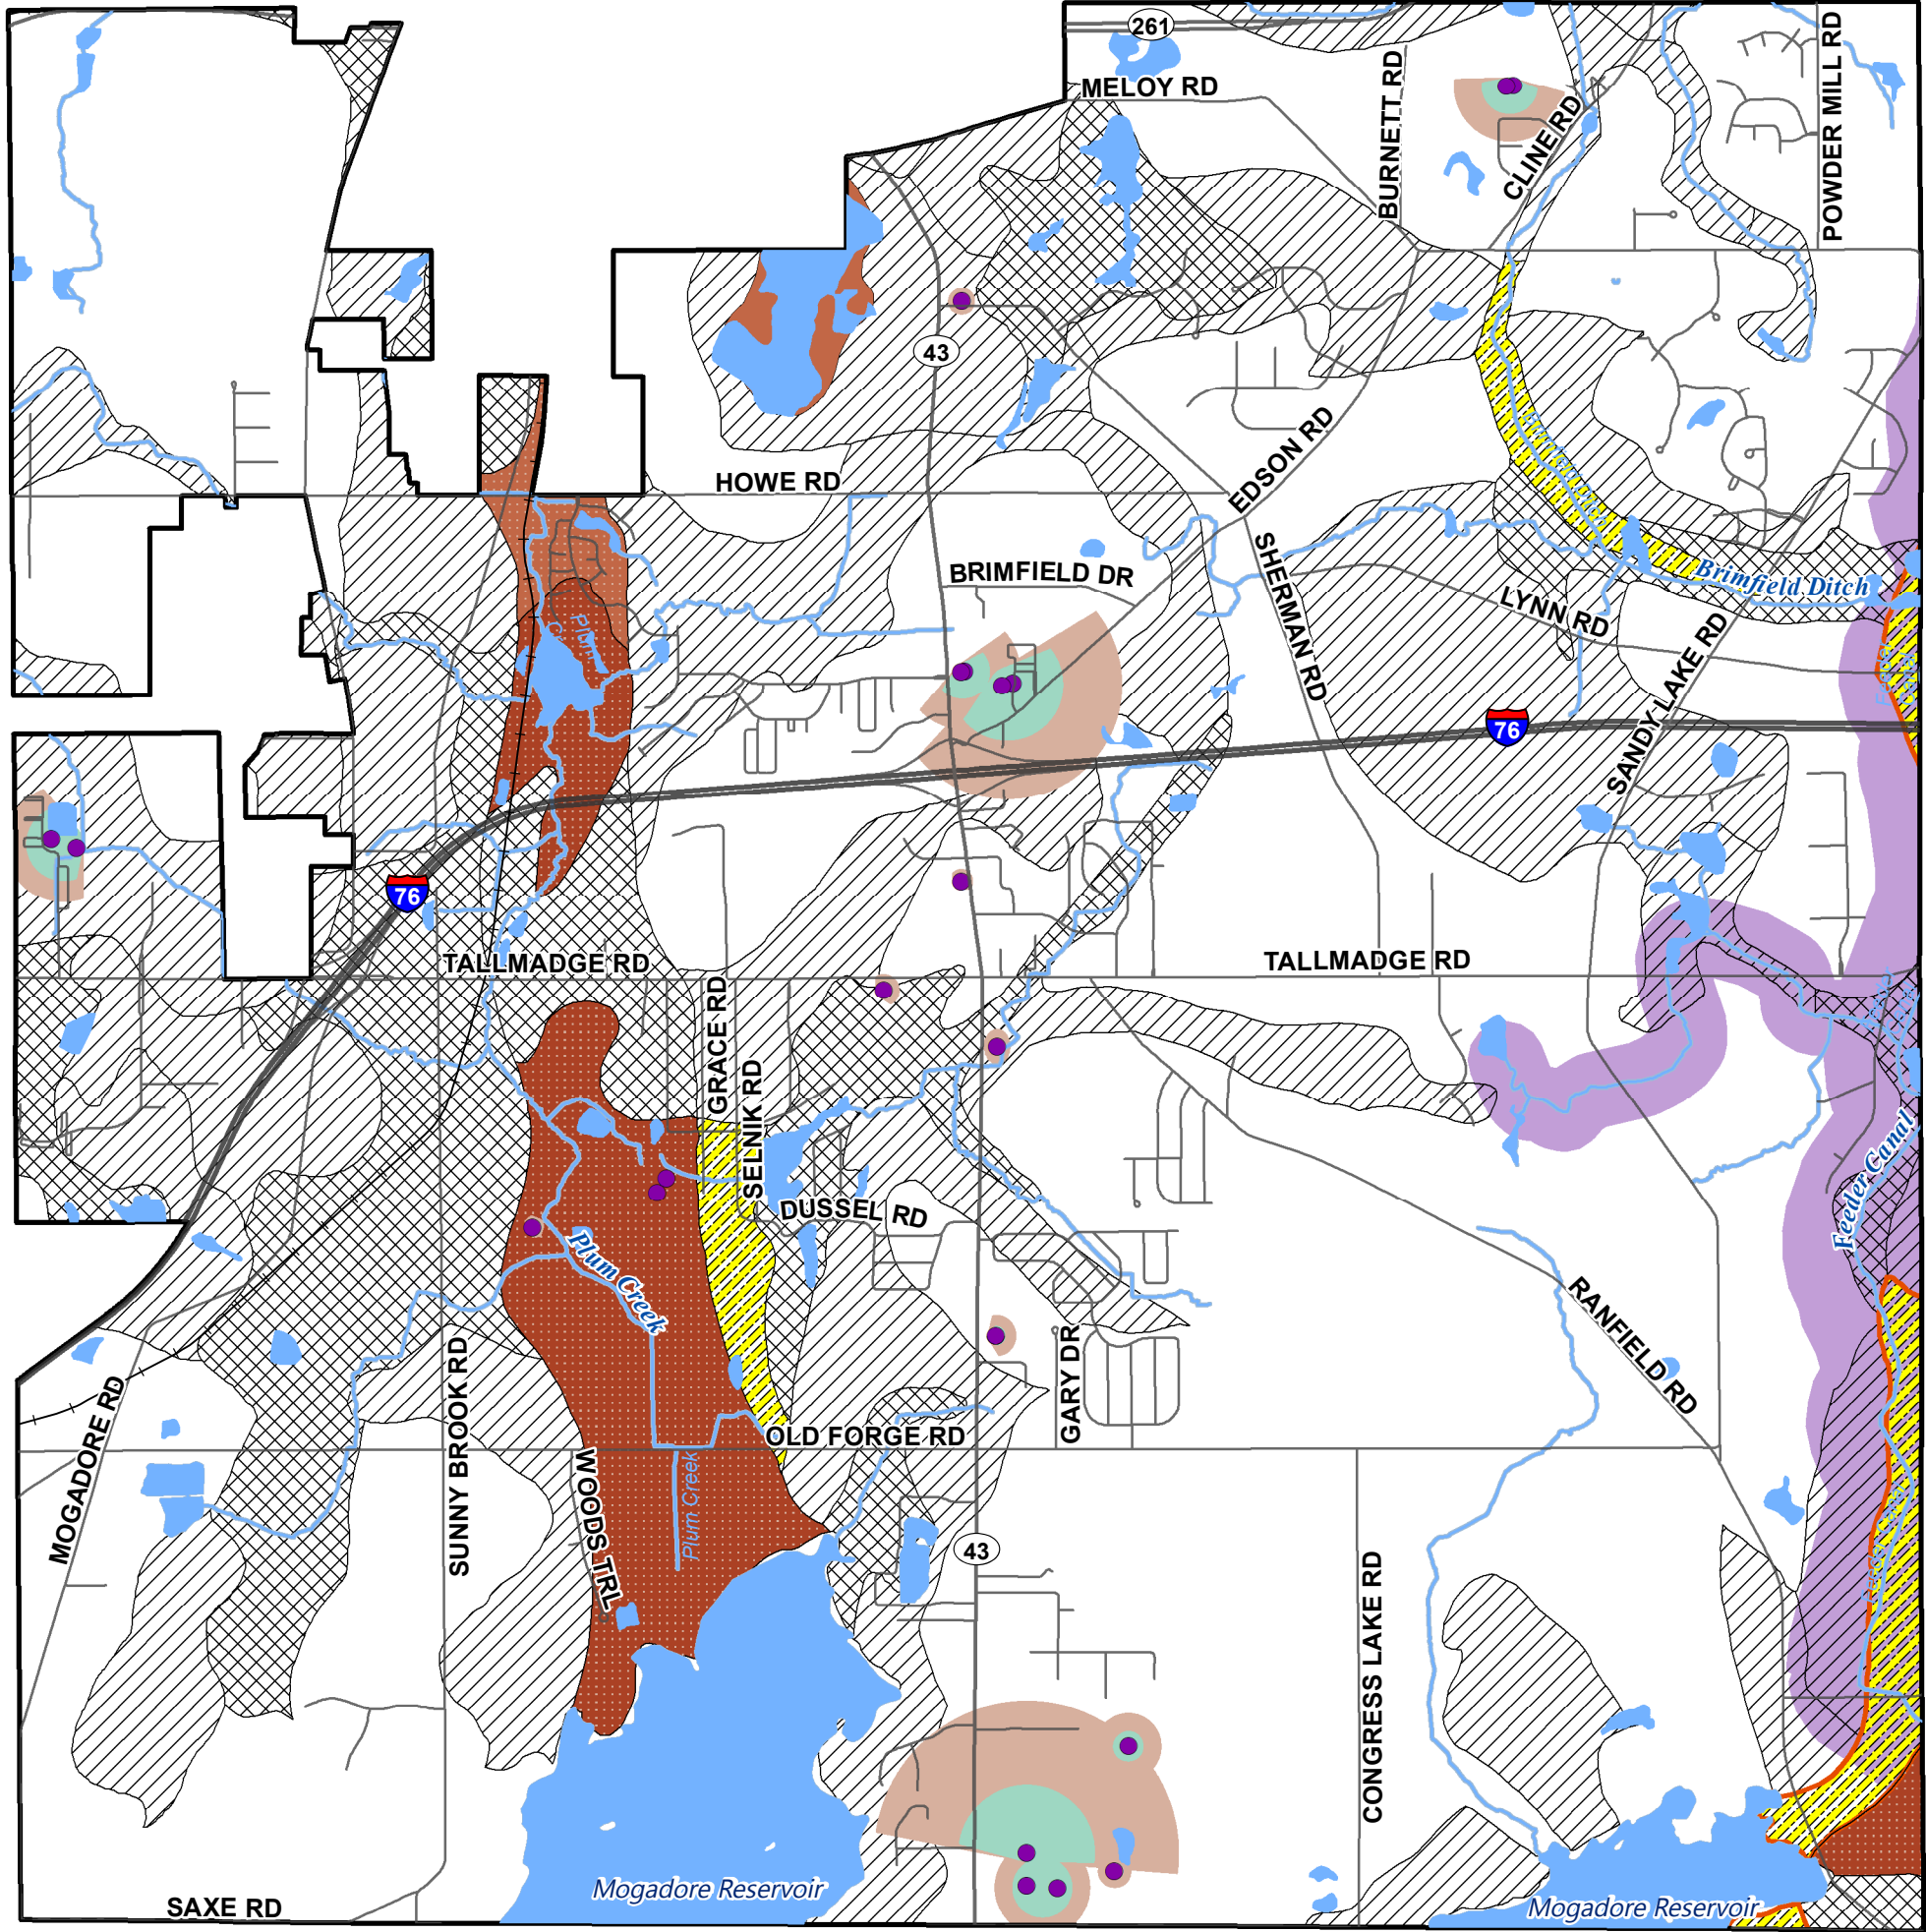 261
MELOY RD
BURNETT RD
CLINE RD
POWDER MILL RD
43
HOWE RD
EDSON RD
BRIMFIELD DR
SHERMAN RD
LYNN RD
Brimfield Ditch
SANDY LAKE RD
Plum
76
76
TALLMADGE RD
TALLMADGE RD
GRACE RD
SELNIK RD
DUSSEL RD
Feeder Canal
Plum Creek
RANFIELD RD
GARY DR
MOGADORE RD
SUNNY BROOK RD
OLD FORGE RD
WOODS TRL
Plum Creek
43
CONGRESS LAKE RD
Mogadore Reservoir
Mogadore Reservoir
SAXE RD